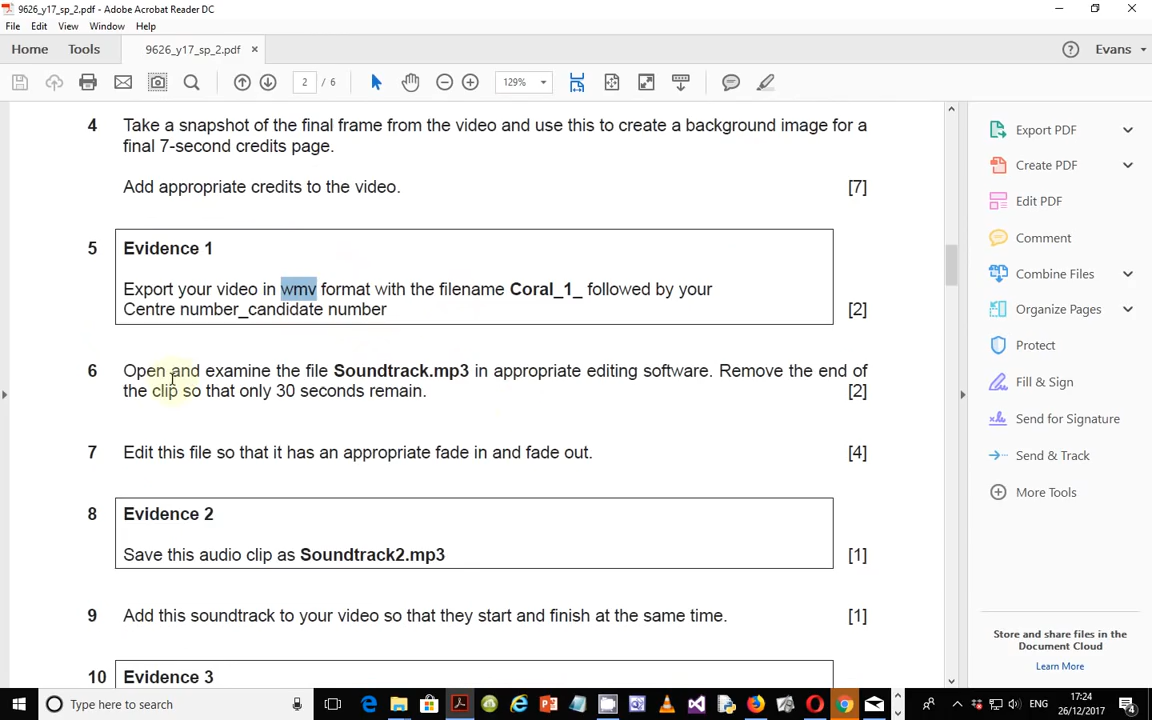 9626_y17_sp_2.pdf - Adobe Acrobat Reader DC
File Edit View Window Help
Home Tools 9626_y17_sp_2.pdf × Evans
2 / 6 129%
4 Take a snapshot of the final frame from the video and use this to create a background image for a
final 7-second credits page.
Add appropriate credits to the video. [7]
5 Evidence 1
Export your video in wmv format with the filename Coral_1_ followed by your
Centre number_candidate number [2]
6 Open and examine the file Soundtrack.mp3 in appropriate editing software. Remove the end of
the clip so that only 30 seconds remain. [2]
7 Edit this file so that it has an appropriate fade in and fade out. [4]
8 Evidence 2
Save this audio clip as Soundtrack2.mp3 [1]
9 Add this soundtrack to your video so that they start and finish at the same time. [1]
10 Evidence 3
Export PDF
Create PDF
Edit PDF
Comment
Combine Files
Organize Pages
Protect
Fill & Sign
Send for Signature
Send & Track
More Tools
Store and share files in the
Document Cloud
Learn More
Type here to search
ENG
17:24
26/12/2017
4